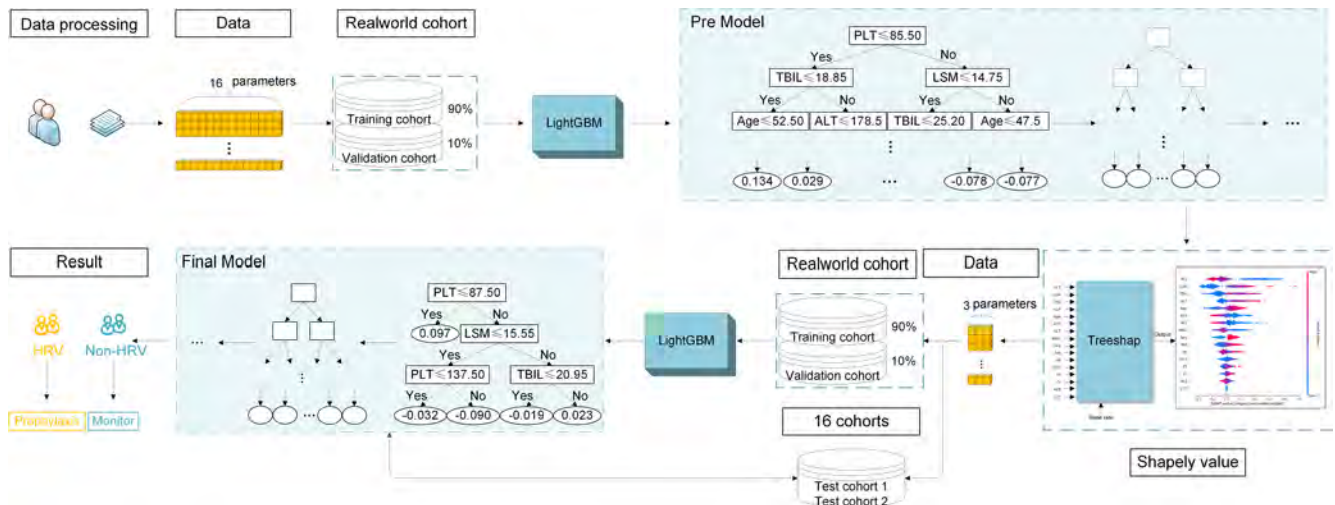 Data processing
Data
Realworld cohort
Pre Model
16 parameters
Training cohort
90%
Validation cohort
10%
LightGBM
PLT≤85.50
Yes
No
TBIL≤18.85
LSM≤14.75
Yes
No
Yes
No
Age≤52.50
ALT≤178.5
TBIL≤25.20
Age≤47.5
...
0.134
0.029
...
-0.078
-0.077
...
Result
Final Model
Realworld cohort
Data
HRV
Non-HRV
Prophylaxis
Monitor
...
PLT≤87.50
Yes
No
0.097
LSM≤15.55
Yes
No
PLT≤137.50
TBIL≤20.95
Yes
No
Yes
No
-0.032
-0.090
-0.019
0.023
LightGBM
Training cohort
90%
Validation cohort
10%
3 parameters
Treeshap
Output
16 cohorts
Test cohort 1
Test cohort 2
Shapely value